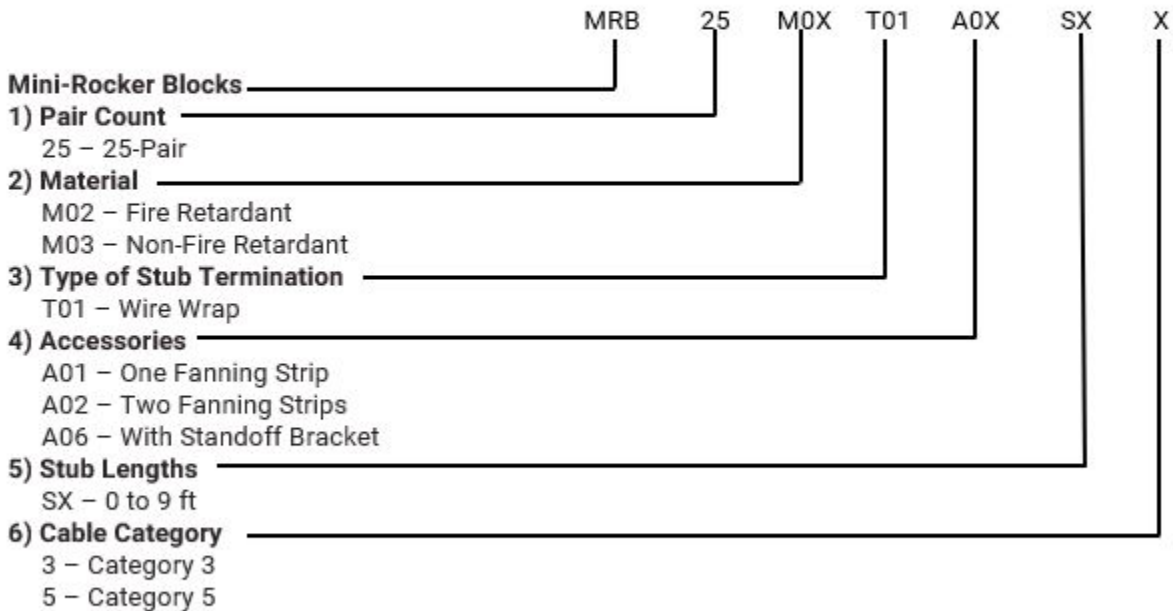 MRB 25 M0X T01 A0X SX X
Mini-Rocker Blocks
1) Pair Count
25 – 25-Pair
2) Material
M02 – Fire Retardant
M03 – Non-Fire Retardant
3) Type of Stub Termination
T01 – Wire Wrap
4) Accessories
A01 – One Fanning Strip
A02 – Two Fanning Strips
A06 – With Standoff Bracket
5) Stub Lengths
SX – 0 to 9 ft
6) Cable Category
3 – Category 3
5 – Category 5